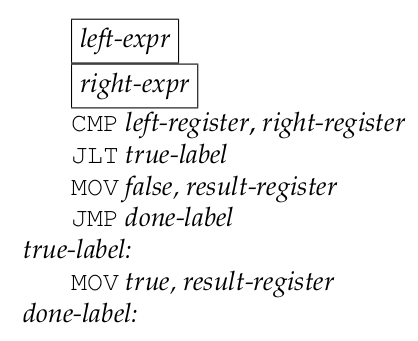 left-expr
right-expr
CMP left-register, right-register
JLT true-label
MOV false, result-register
JMP done-label
true-label:
MOV true, result-register
done-label: